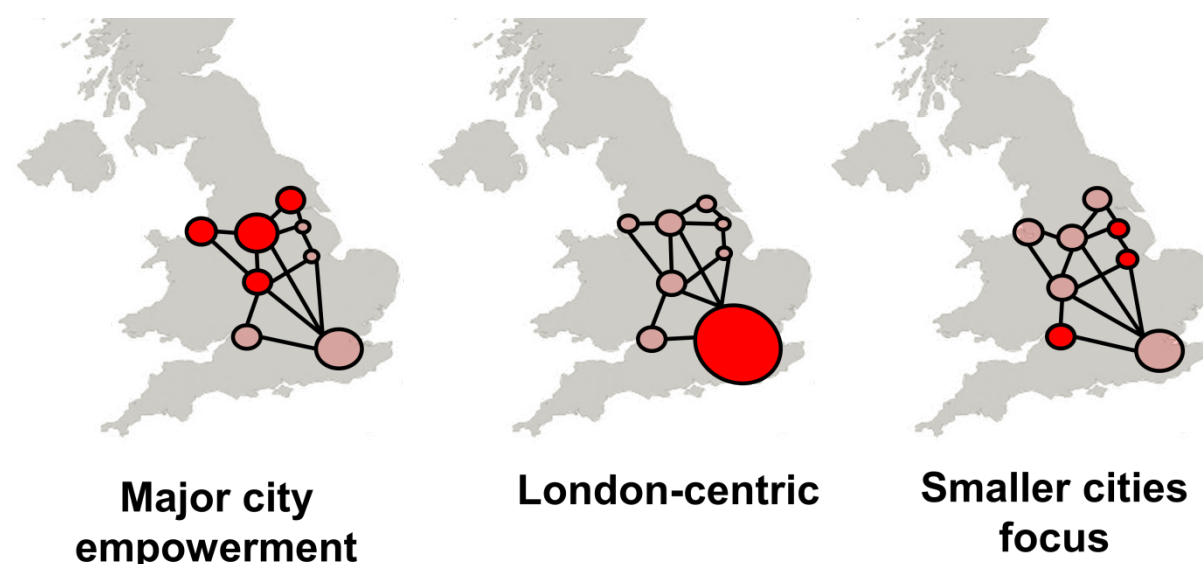 Major city
empowerment
London-centric
Smaller cities
focus